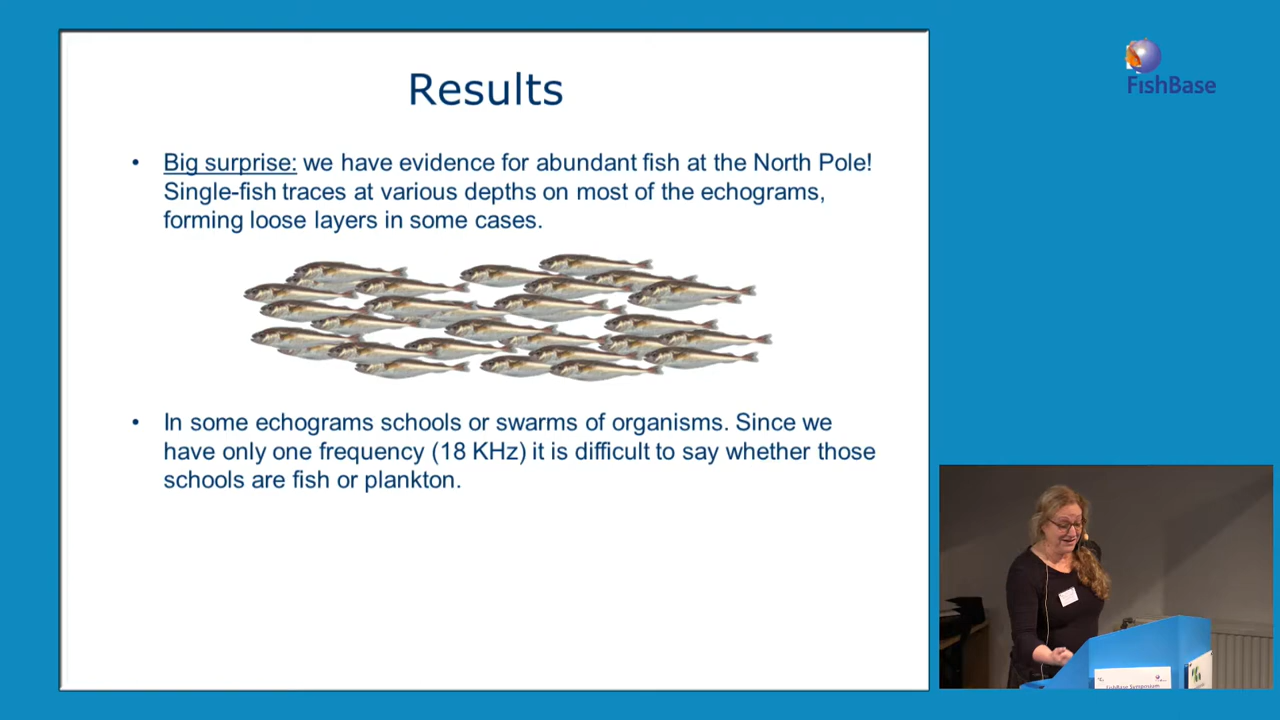 Results
FishBase
• Big surprise: we have evidence for abundant fish at the North Pole!
Single-fish traces at various depths on most of the echograms,
forming loose layers in some cases.
• In some echograms schools or swarms of organisms. Since we
have only one frequency (18 KHz) it is difficult to say whether those
schools are fish or plankton.
FishBase Symposium